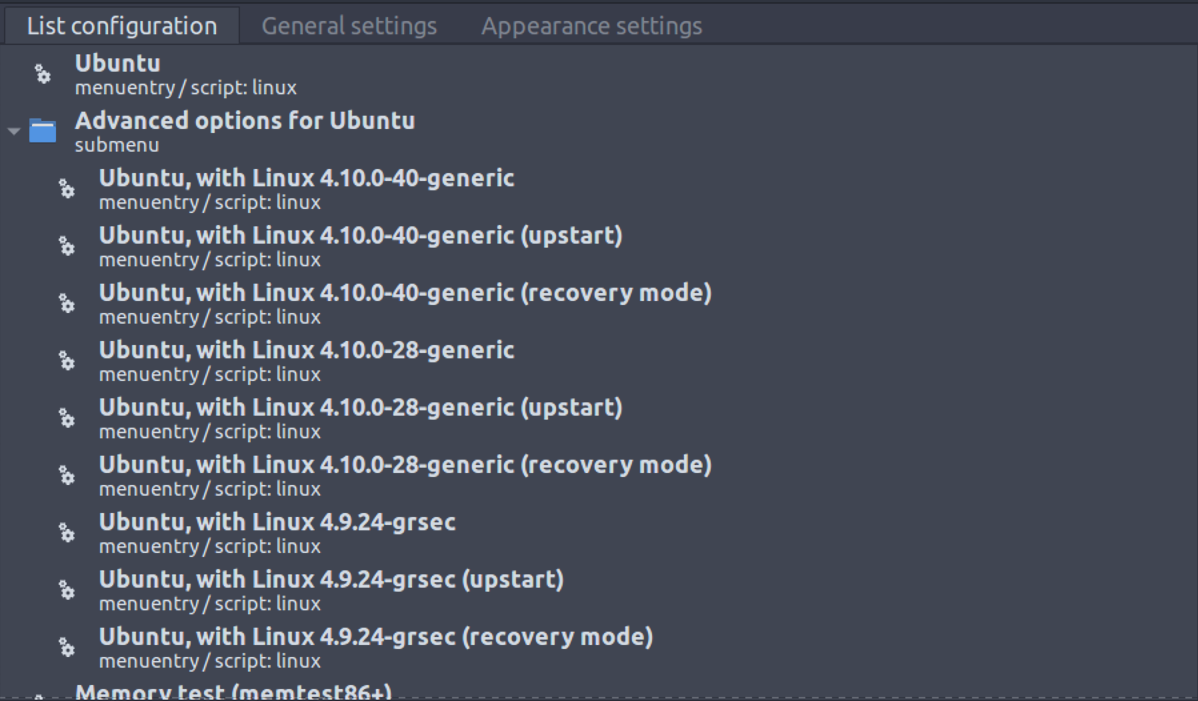 List configuration General settings Appearance settings
Ubuntu
menuentry / script: linux
Advanced options for Ubuntu
submenu
Ubuntu, with Linux 4.10.0-40-generic
menuentry / script: linux
Ubuntu, with Linux 4.10.0-40-generic (upstart)
menuentry / script: linux
Ubuntu, with Linux 4.10.0-40-generic (recovery mode)
menuentry / script: linux
Ubuntu, with Linux 4.10.0-28-generic
menuentry / script: linux
Ubuntu, with Linux 4.10.0-28-generic (upstart)
menuentry / script: linux
Ubuntu, with Linux 4.10.0-28-generic (recovery mode)
menuentry / script: linux
Ubuntu, with Linux 4.9.24-grsec
menuentry / script: linux
Ubuntu, with Linux 4.9.24-grsec (upstart)
menuentry / script: linux
Ubuntu, with Linux 4.9.24-grsec (recovery mode)
menuentry / script: linux
Memory test (memtest86+)